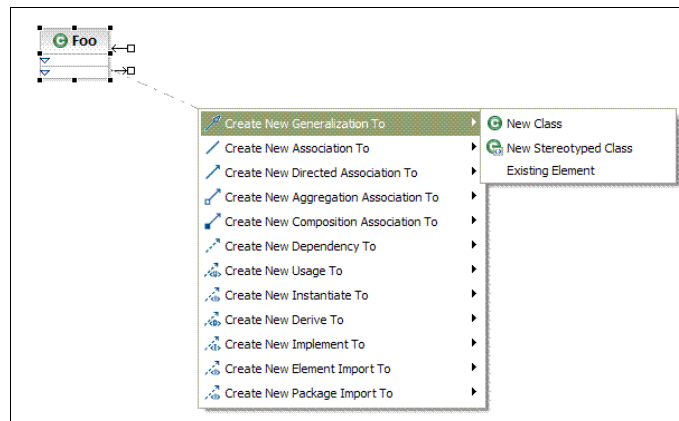 Foo
Create New Generalization To
New Class
Create New Association To
New Stereotyped Class
Create New Directed Association To
Existing Element
Create New Aggregation Association To
Create New Composition Association To
Create New Dependency To
Create New Usage To
Create New Instantiate To
Create New Derive To
Create New Implement To
Create New Element Import To
Create New Package Import To